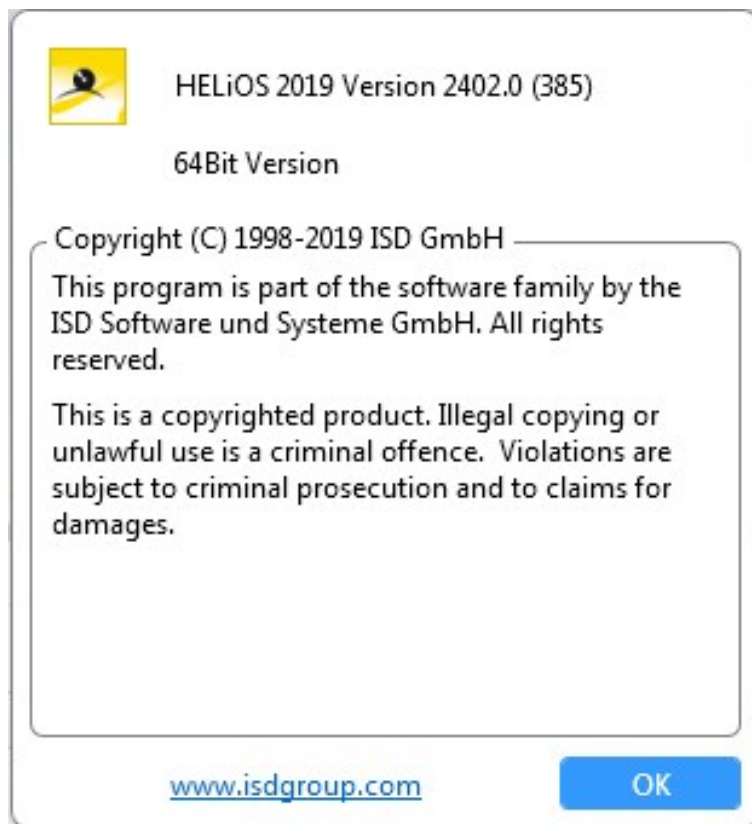 HELiOS 2019 Version 2402.0 (385)
64Bit Version
Copyright (C) 1998-2019 ISD GmbH
This program is part of the software family by the
ISD Software und Systeme GmbH. All rights
reserved.
This is a copyrighted product. Illegal copying or
unlawful use is a criminal offence.  Violations are
subject to criminal prosecution and to claims for
damages.
www.isdgroup.com
OK